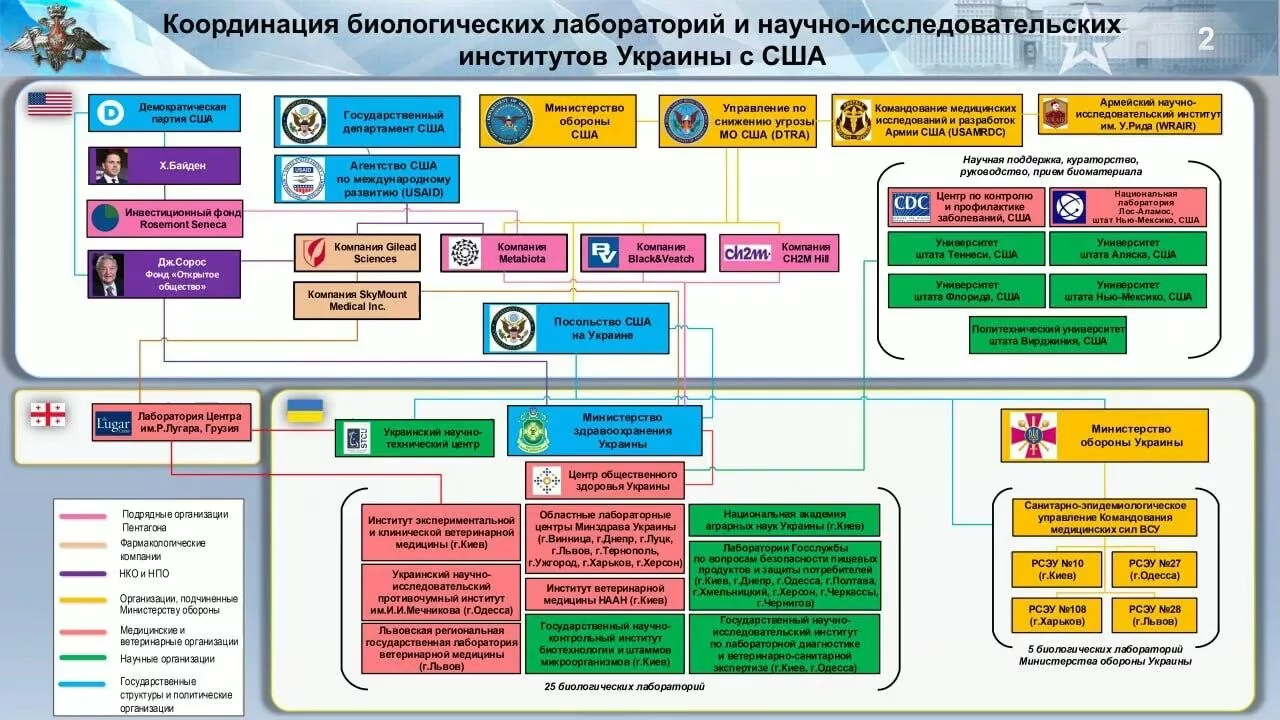 Координация биологических лабораторий и научно-исследовательских
институтов Украины с США
2
Демократическая
партия США
Х.Байден
Инвестиционный фонд
Rosemont Seneca
Дж.Сорос
Фонд «Открытое
общество»
Государственный
департамент США
USAID
Агентство США
по международному
развитию (USAID)
Министерство
обороны
США
Управление по
снижению угрозы
МО США (DTRA)
Командование медицинских
исследований и разработок
Армии США (USAMRDC)
WRAIR
Армейский научно-
исследовательский институт
им. У.Рида (WRAIR)
Компания Gilead
Sciences
Компания SkyMount
Medical Inc.
Компания
Metabiota
BV
Компания
Black&Veatch
ch2m
Компания
CH2M Hill
Посольство США
на Украине
Научная поддержка, кураторство,
руководство, прием биоматериала
CDC
Центр по контролю
и профилактике
заболеваний, США
Национальная
лаборатория
Лос-Аламос,
штат Нью-Мексико, США
Университет
штата Теннеси, США
Университет
штата Аляска, США
Университет
штата Флорида, США
Университет
штата Нью-Мексико, США
Политехнический университет
штата Вирджиния, США
Lugar
Лаборатория Центра
им.Р.Лугара, Грузия
STCU
Украинский научно-
технический центр
Министерство
здравоохранения
Украины
Центр общественного
здоровья Украины
Министерство
обороны Украины
Институт экспериментальной
и клинической ветеринарной
медицины (г.Киев)
Украинский научно-
исследовательский
противочумный институт
им.И.И.Мечникова (г.Одесса)
Львовская региональная
государственная лаборатория
ветеринарной медицины
(г.Львов)
Областные лабораторные
центры Минздрава Украины
(г.Винница, г.Днепр, г.Луцк,
г.Львов, г.Тернополь,
г.Ужгород, г.Харьков, г.Херсон)
Институт ветеринарной
медицины НААН (г.Киев)
Государственный научно-
контрольный институт
биотехнологии и штаммов
микроорганизмов (г.Киев)
Национальная академия
аграрных наук Украины (г.Киев)
Лаборатории Госслужбы
по вопросам безопасности пищевых
продуктов и защиты потребителей
(г.Киев, г.Днепр, г.Одесса, г.Полтава,
г.Хмельницкий, г.Херсон, г.Черкассы,
г.Чернигов)
Государственный научно-
исследовательский институт
по лабораторной диагностике
и ветеринарно-санитарной
экспертизе (г.Киев, г.Одесса)
25 биологических лабораторий
Санитарно-эпидемиологическое
управление Командования
медицинских сил ВСУ
РСЭУ №10
(г.Киев)
РСЭУ №27
(г.Одесса)
РСЭУ №108
(г.Харьков)
РСЭУ №28
(г.Львов)
5 биологических лабораторий
Министерства обороны Украины
Подрядные организации
Пентагона
Фармакологические
компании
НКО и НПО
Организации, подчиненные
Министерству обороны
Медицинские и
ветеринарные организации
Научные организации
Государственные
структуры и политические
организации